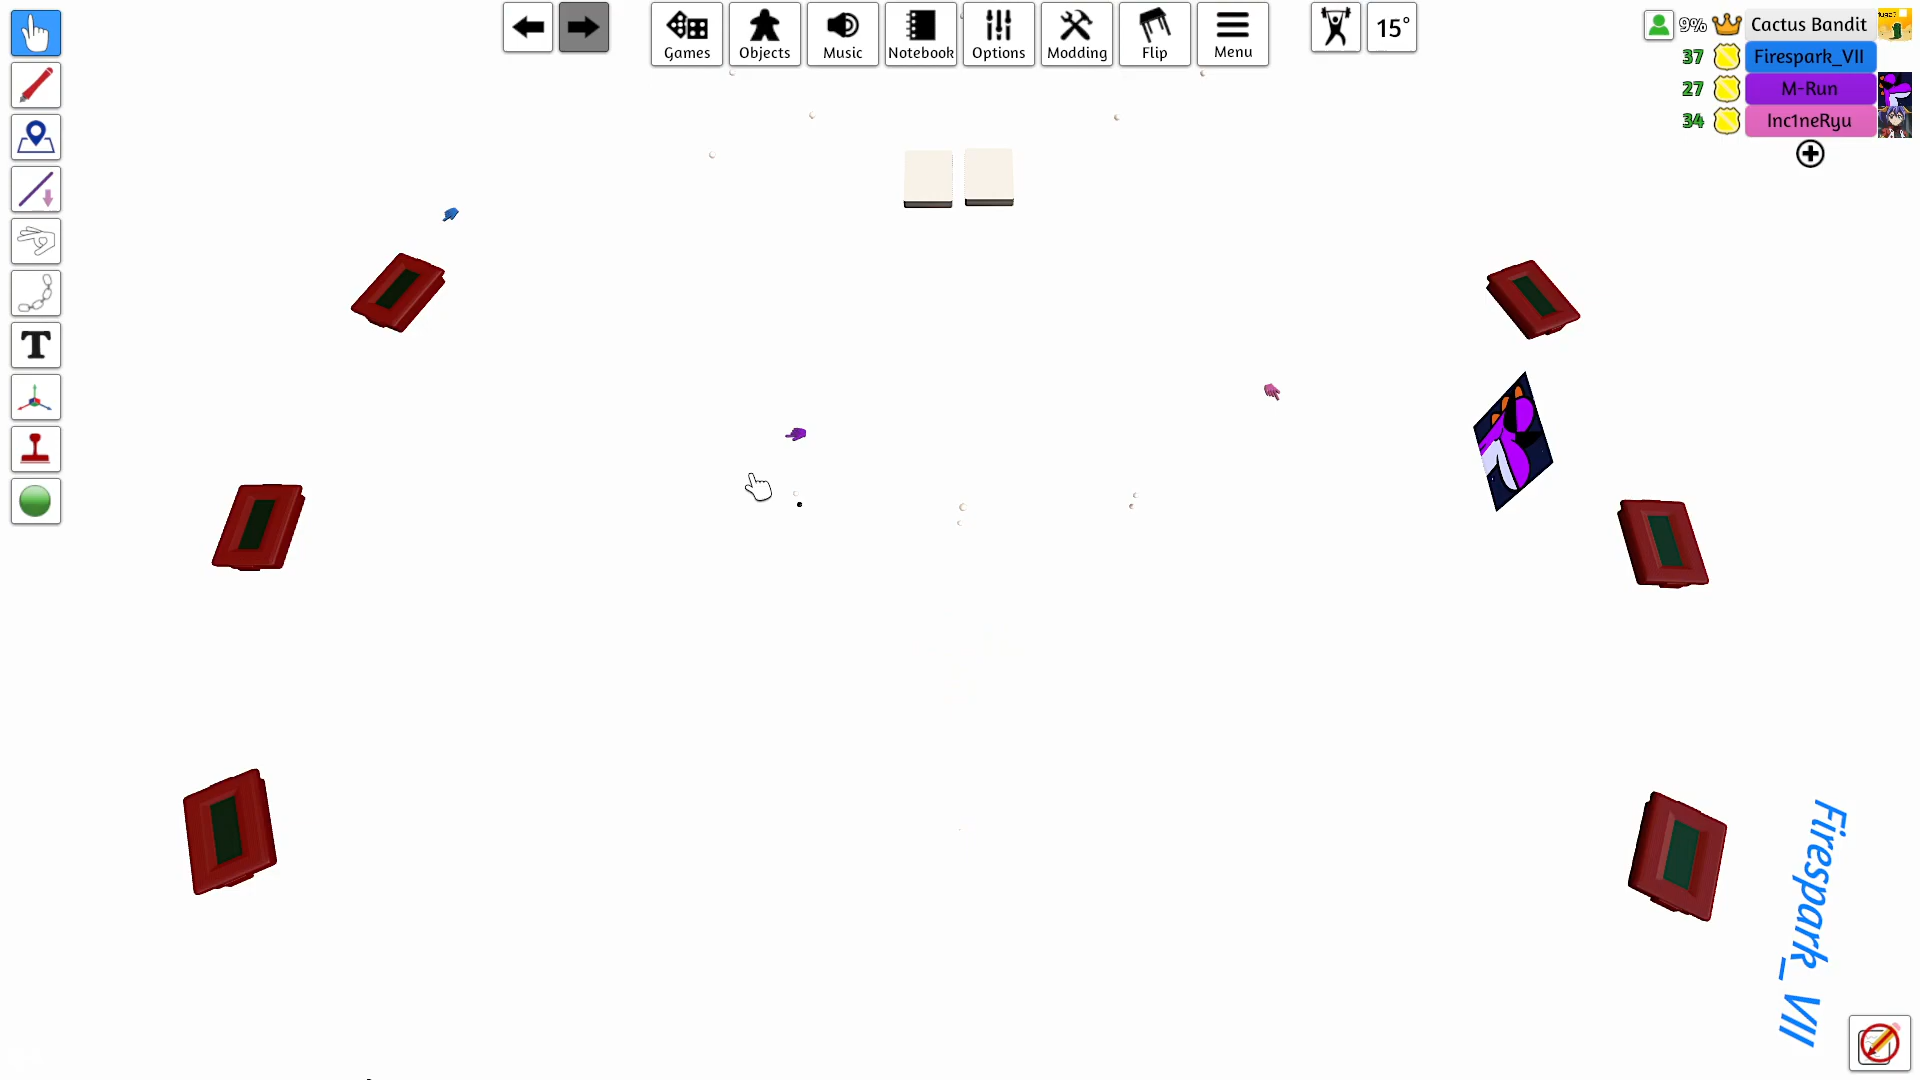 Games
Objects
Music
Notebook
Options
Modding
Flip
Menu
15°
9%
Cactus Bandit
37
Firespark_VII
27
M-Run
34
Inc1neRyu
T
Firespark_VII